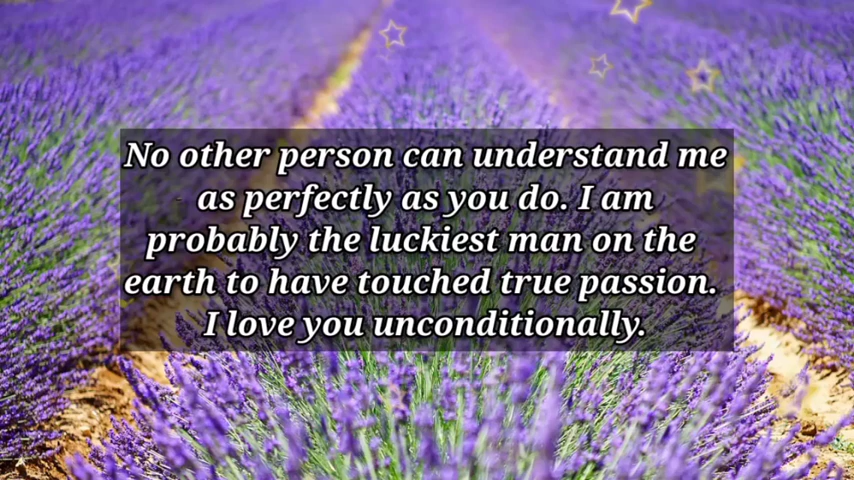 No other person can understand me
as perfectly as you do. I am
probably the luckiest man on the
earth to have touched true passion.
I love you unconditionally.